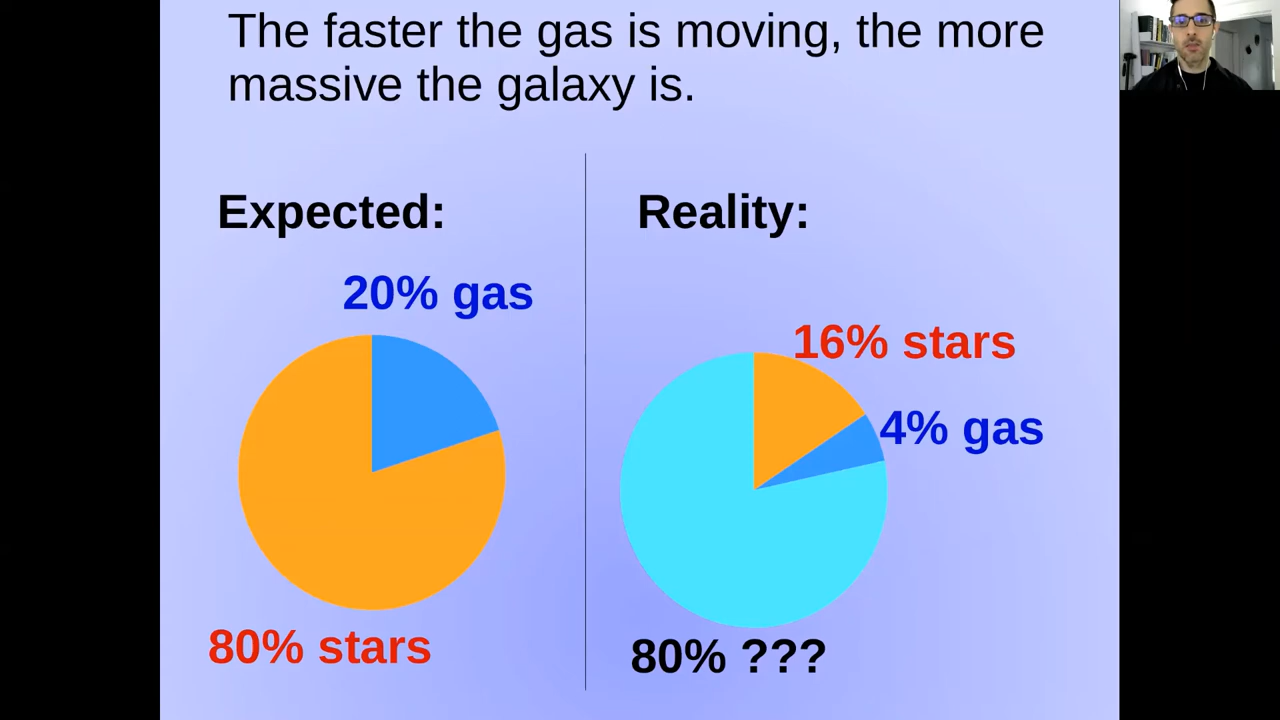 The faster the gas is moving, the more
massive the galaxy is.
Expected:
20% gas
80% stars
Reality:
16% stars
4% gas
80% ???